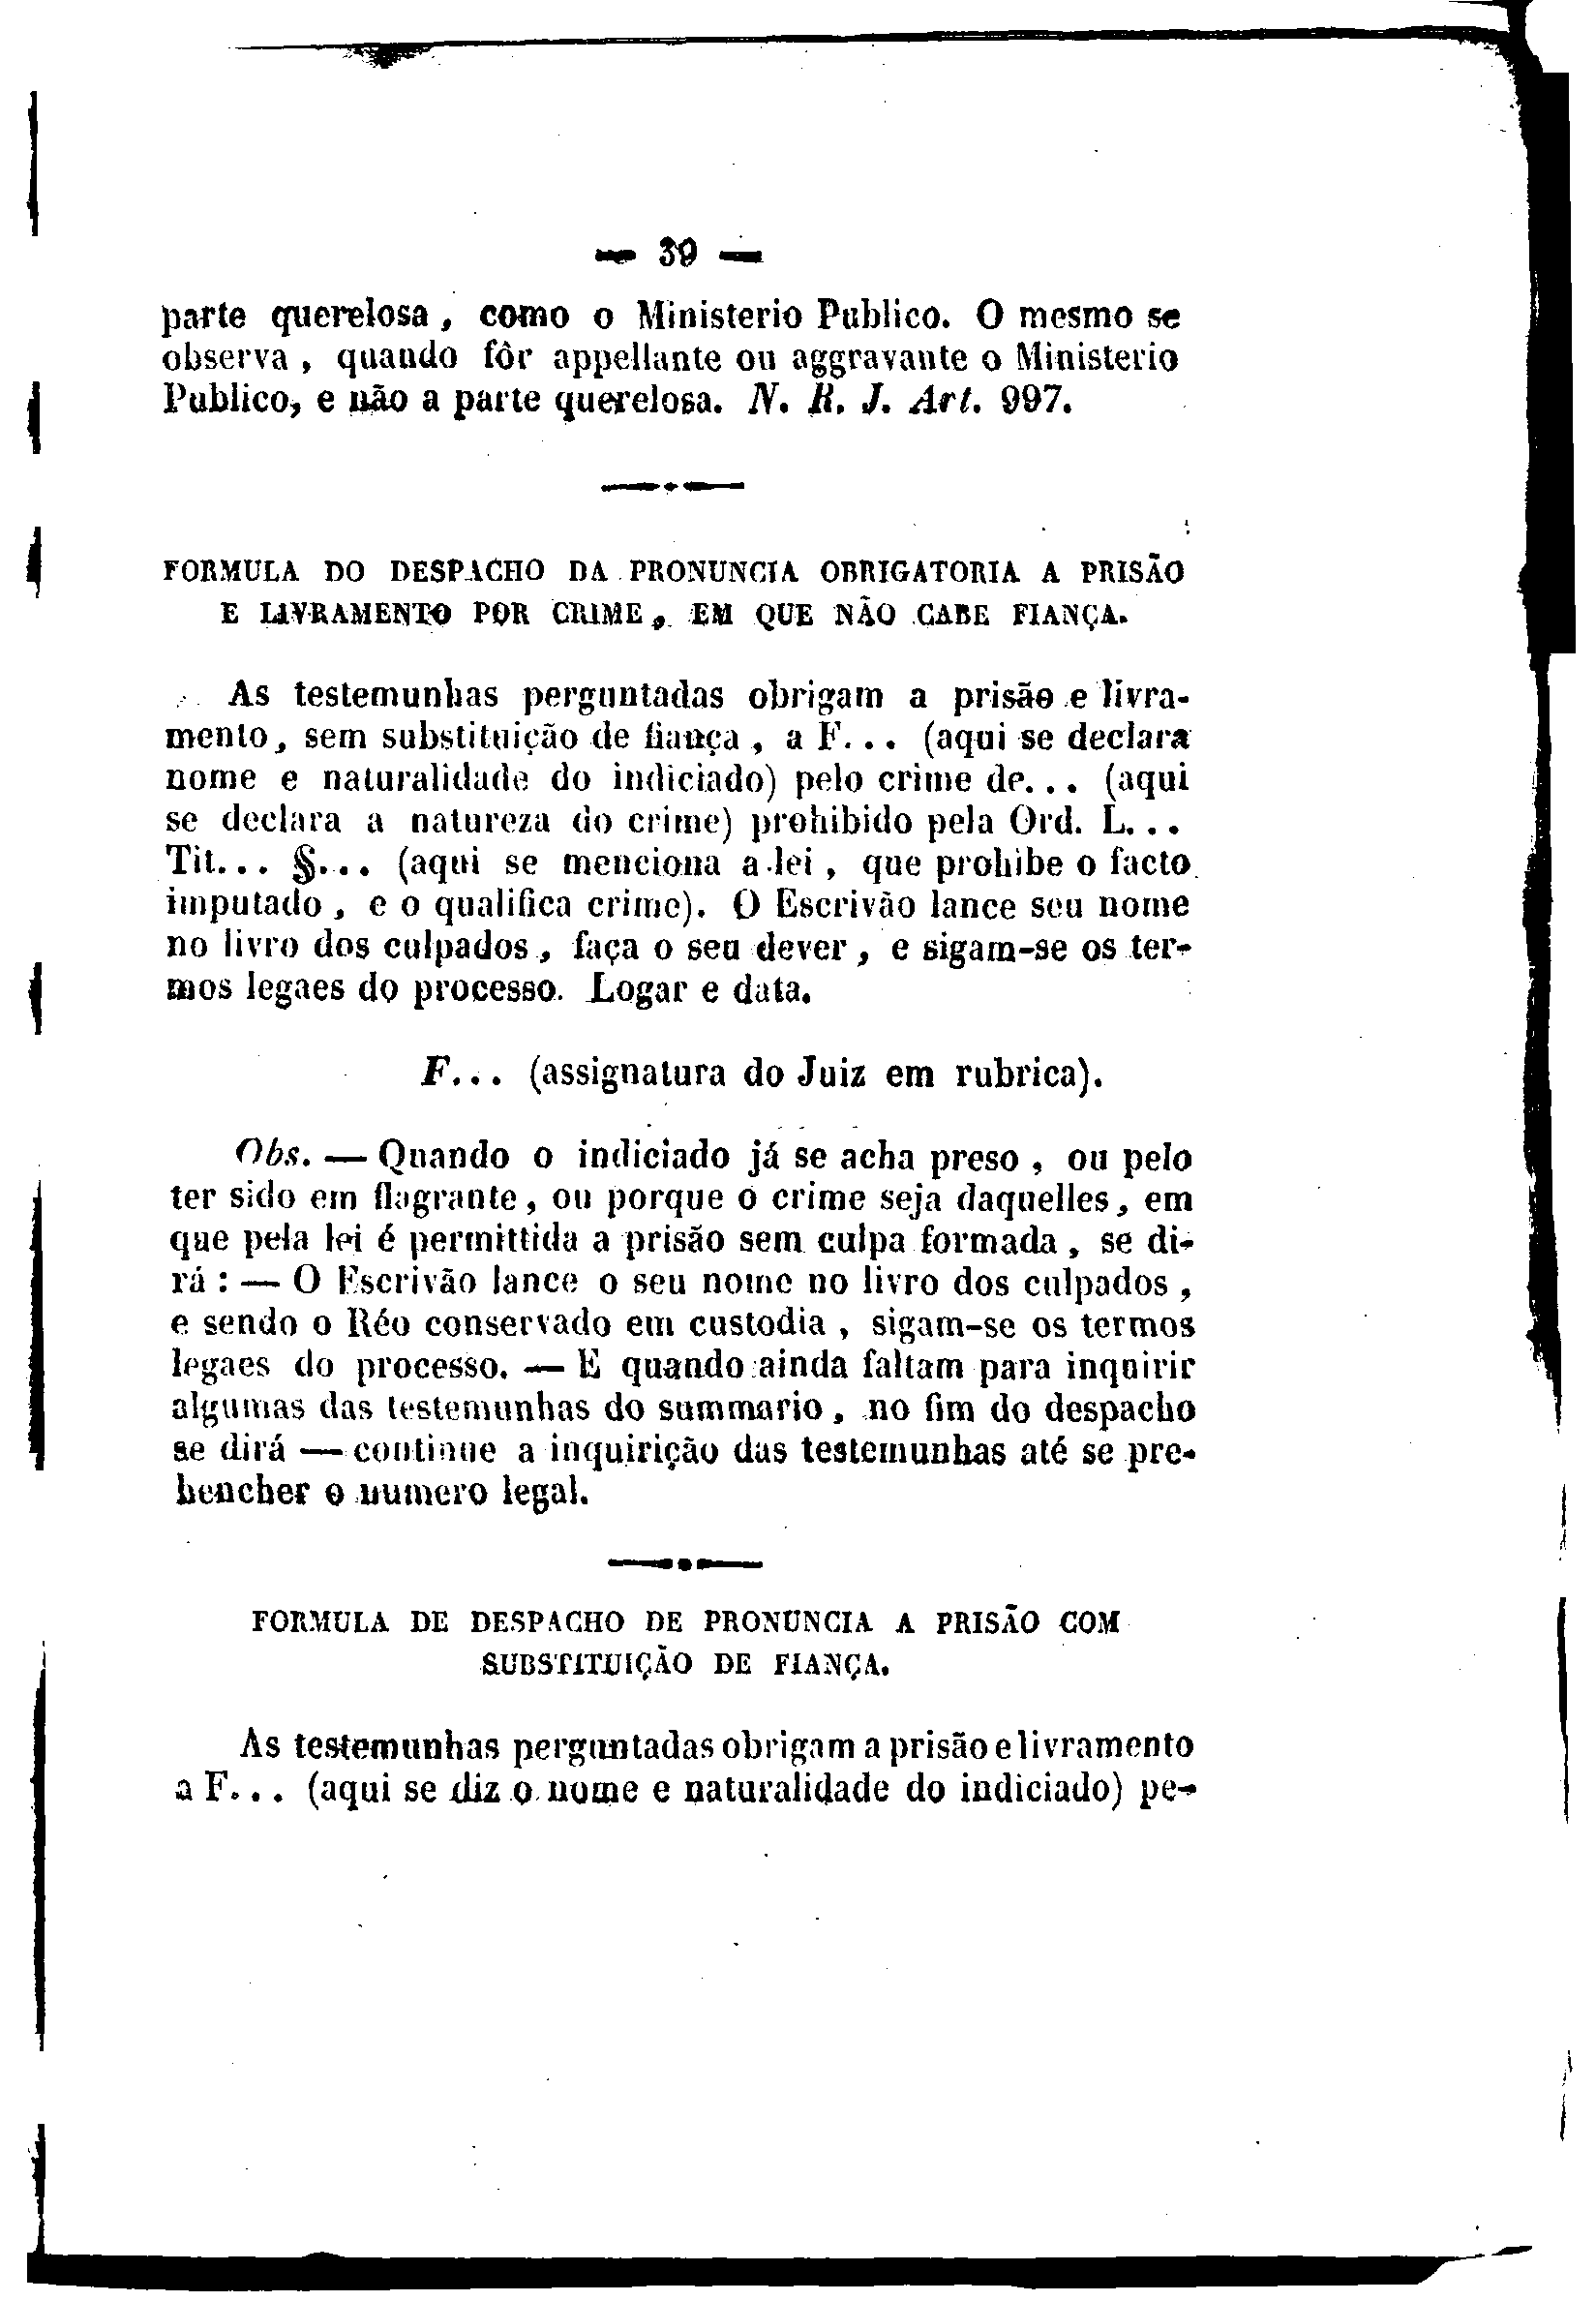 — 39 —
parte querelosa, como o Ministerio Publico. O mesmo se
observa, quando fôr appellante ou aggravante o Ministerio
Publico, e não a parte querelosa. N. R. J. Art. 997.
FORMULA DO DESPACHO DA PRONUNCIA OBRIGATORIA A PRISÃO
E LIVRAMENTO POR CRIME, EM QUE NÃO CABE FIANÇA.
As testemunhas perguntadas obrigam a prisão e livra-
mento, sem substituição de fiança, a F... (aqui se declara
nome e naturalidade do indiciado) pelo crime de... (aqui
se declara a natureza do crime) prohibido pela Ord. L...
Tit... §... (aqui se menciona a lei, que prohibe o facto
imputado, e o qualifica crime). O Escrivão lance seu nome
no livro dos culpados, faça o seu dever, e sigam-se os ter-
mos legaes do processo. Logar e data.
F... (assignatura do Juiz em rubrica).
Obs. — Quando o indiciado já se acha preso, ou pelo
ter sido em flagrante, ou porque o crime seja daquelles, em
que pela lei é permittida a prisão sem culpa formada, se di-
rá: — O Escrivão lance o seu nome no livro dos culpados,
e sendo o Réo conservado em custodia, sigam-se os termos
legaes do processo. — E quando ainda faltam para inquirir
algumas das testemunhas do summario, no fim do despacho
se dirá — continue a inquirição das testemunhas até se pre-
hencher o numero legal.
FORMULA DE DESPACHO DE PRONUNCIA A PRISÃO COM
SUBSTITUIÇÃO DE FIANÇA.
As testemunhas perguntadas obrigam a prisão e livramento
a F... (aqui se diz o nome e naturalidade do indiciado) pe-